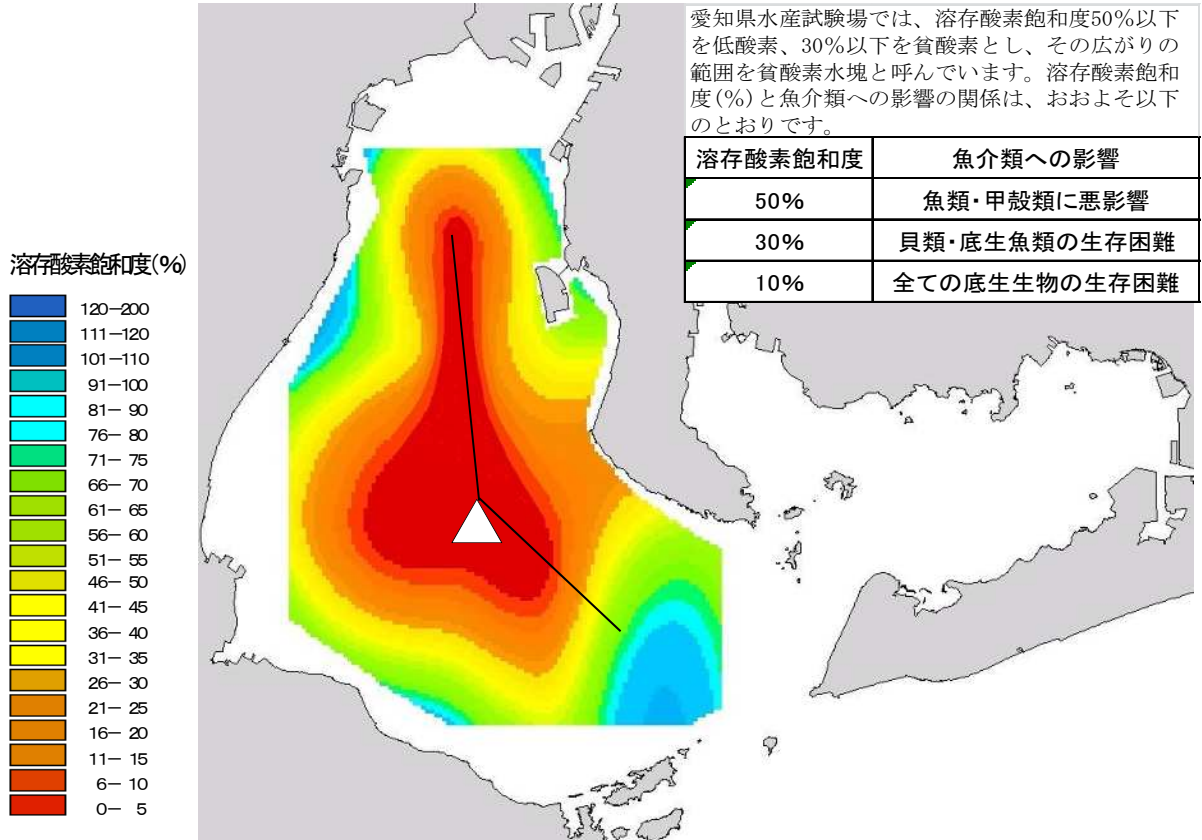 愛知県水産試験場では、溶存酸素飽和度50%以下
を低酸素、30%以下を貧酸素とし、その広がりの
範囲を貧酸素水塊と呼んでいます。溶存酸素飽和
度(%)と魚介類への影響の関係は、おおよそ以下
のとおりです。
溶存酸素飽和度 魚介類への影響
50% 魚類・甲殻類に悪影響
30% 貝類・底生魚類の生存困難
10% 全ての底生生物の生存困難
溶存酸素飽和度(%)
120－200
111－120
101－110
91－100
81－ 90
76－ 80
71－ 75
66－ 70
61－ 65
56－ 60
51－ 55
46－ 50
41－ 45
36－ 40
31－ 35
26－ 30
21－ 25
16－ 20
11－ 15
6－ 10
0－ 5